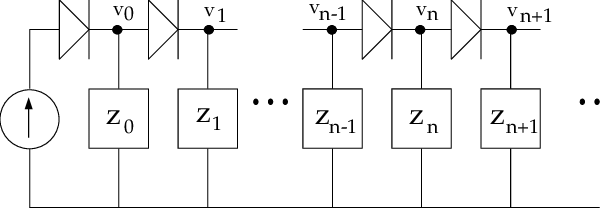 v0 v1 vn-1 vn vn+1
z0 z1 ... zn-1 zn zn+1 ..